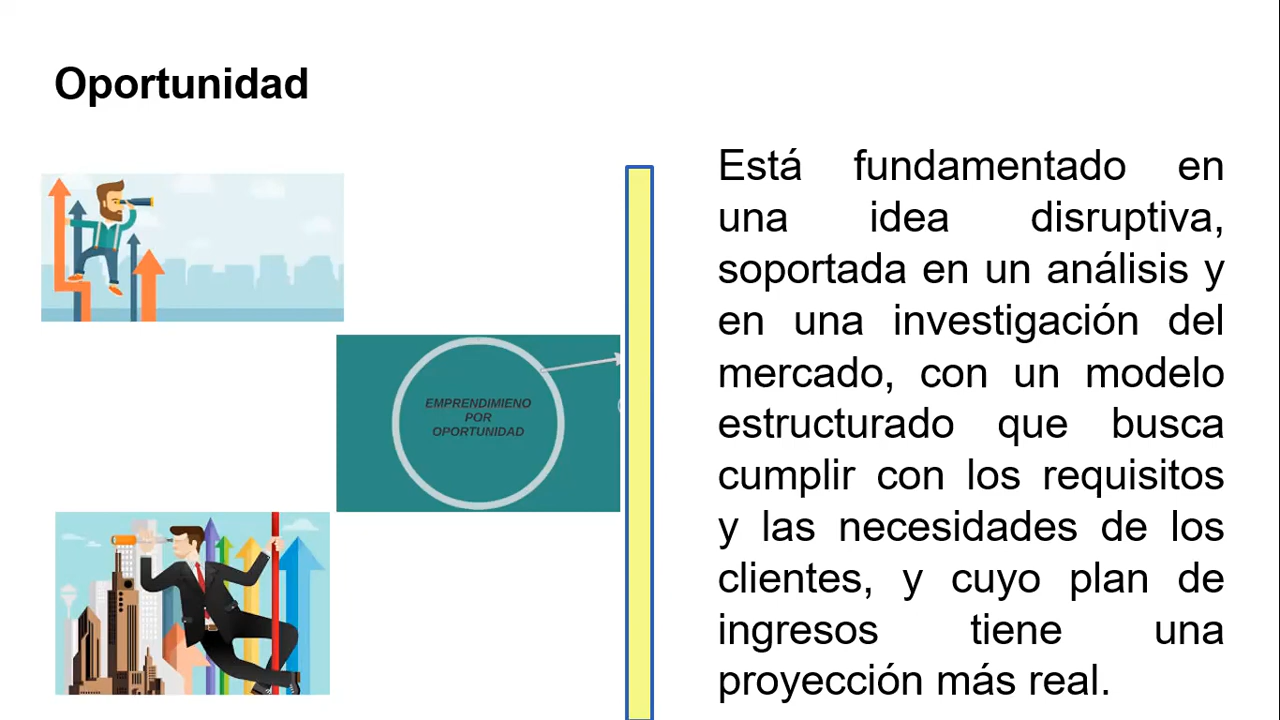 Oportunidad
EMPRENDIMIENO
POR
OPORTUNIDAD
Está fundamentado en
una idea disruptiva,
soportada en un análisis y
en una investigación del
mercado, con un modelo
estructurado que busca
cumplir con los requisitos
y las necesidades de los
clientes, y cuyo plan de
ingresos tiene una
proyección más real.